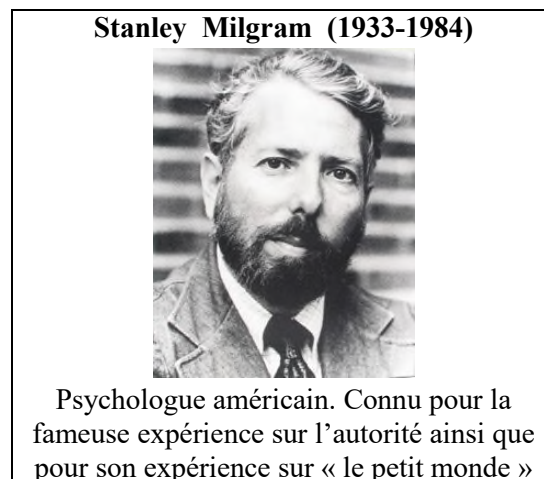 Stanley Milgram (1933-1984)
Psychologue américain. Connu pour la
fameuse expérience sur l’autorité ainsi que
pour son expérience sur « le petit monde »